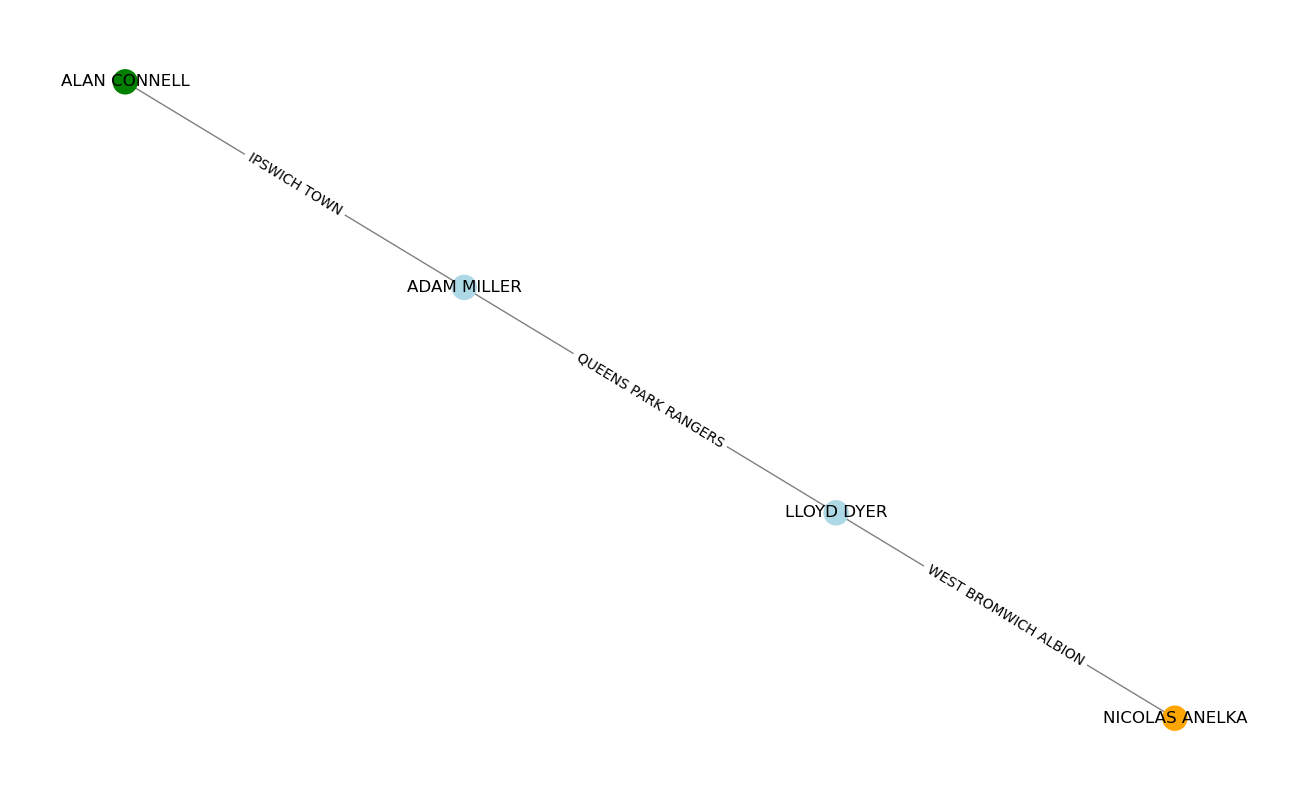 ALAN CONNELL
IPSWICH TOWN
ADAM MILLER
QUEENS PARK RANGERS
LLOYD DYER
WEST BROMWICH ALBION
NICOLAS ANELKA